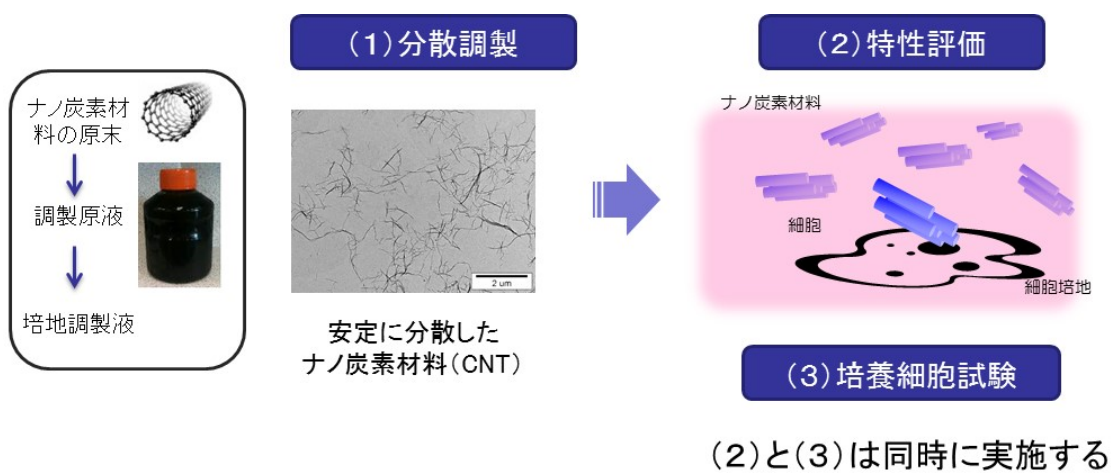 ナノ炭素材
料の原末
調製原液
培地調製液
(1)分散調製
2 um
安定に分散した
ナノ炭素材料(CNT)
(2)特性評価
ナノ炭素材料
細胞
細胞培地
(3)培養細胞試験
(2)と(3)は同時に実施する